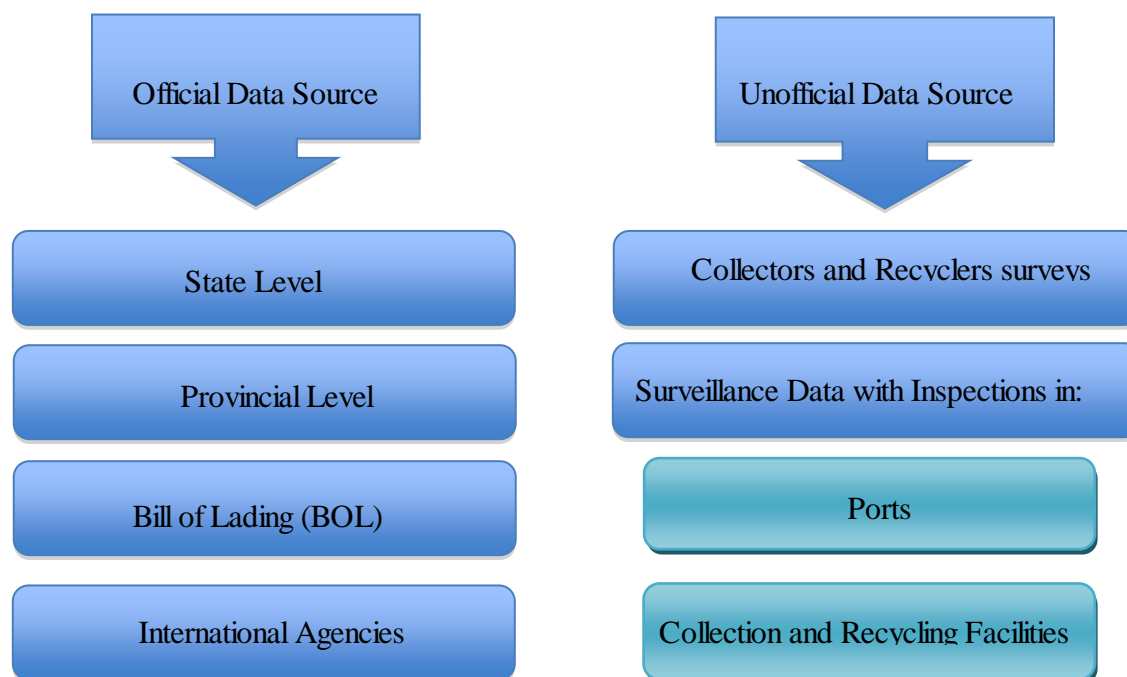 Official Data Source
State Level
Provincial Level
Bill of Lading (BOL)
International Agencies
Unofficial Data Source
Collectors and Recyclers surveys
Surveillance Data with Inspections in:
Ports
Collection and Recycling Facilities